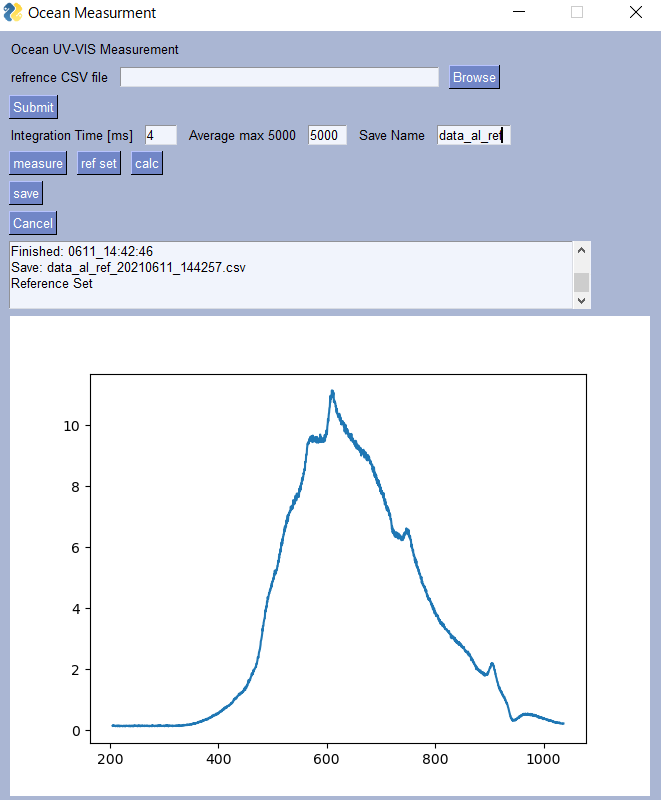 Ocean Measurment
Ocean UV-VIS Measurement
refrence CSV file Browse
Submit
Integration Time [ms] 4 Average max 5000 5000 Save Name data_al_ref
measure ref set calc
save
Cancel
Finished: 0611_14:42:46
Save: data_al_ref_20210611_144257.csv
Reference Set
10
8
6
4
2
0
200 400 600 800 1000